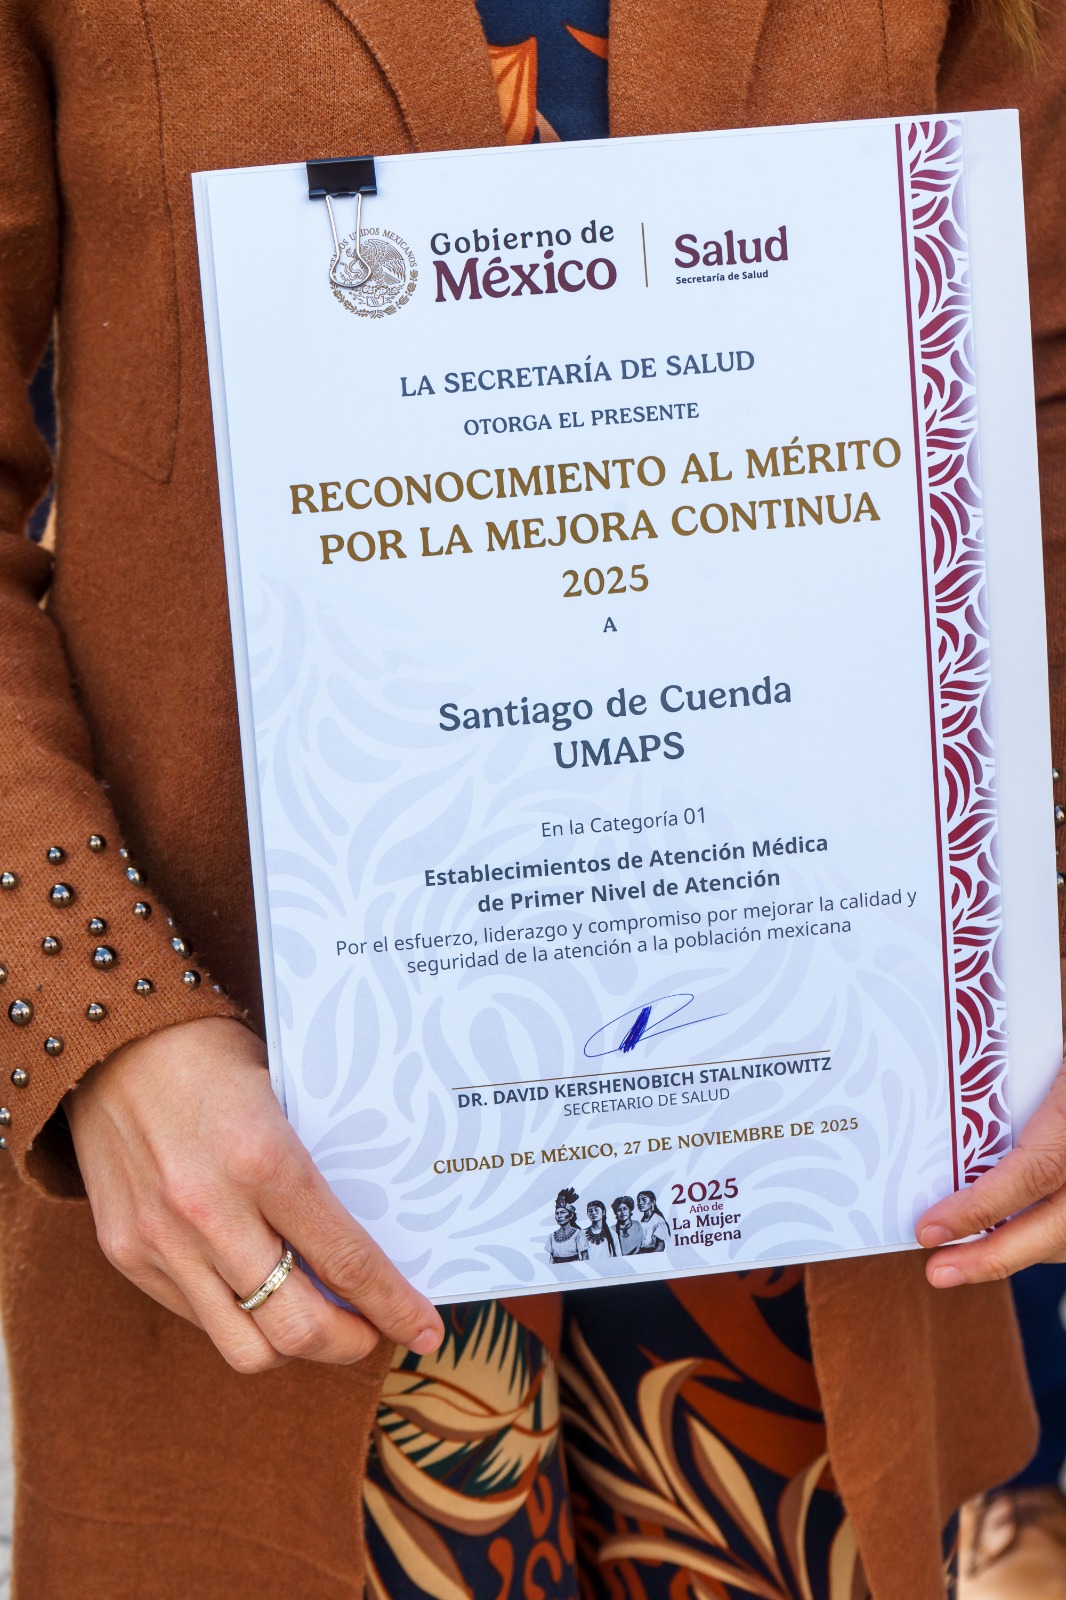 UNIDOS MEXICANOS
Gobierno de
México
Salud
Secretaría de Salud
LA SECRETARÍA DE SALUD
OTORGA EL PRESENTE
RECONOCIMIENTO AL MÉRITO
POR LA MEJORA CONTINUA
2025
A
Santiago de Cuenda
UMAPS
En la Categoría 01
Establecimientos de Atención Médica
de Primer Nivel de Atención
Por el esfuerzo, liderazgo y compromiso por mejorar la calidad y
seguridad de la atención a la población mexicana
DR. DAVID KERSHENOBICH STALNIKOWITZ
SECRETARIO DE SALUD
CIUDAD DE MÉXICO, 27 DE NOVIEMBRE DE 2025
2025
Año de
La Mujer
Indígena